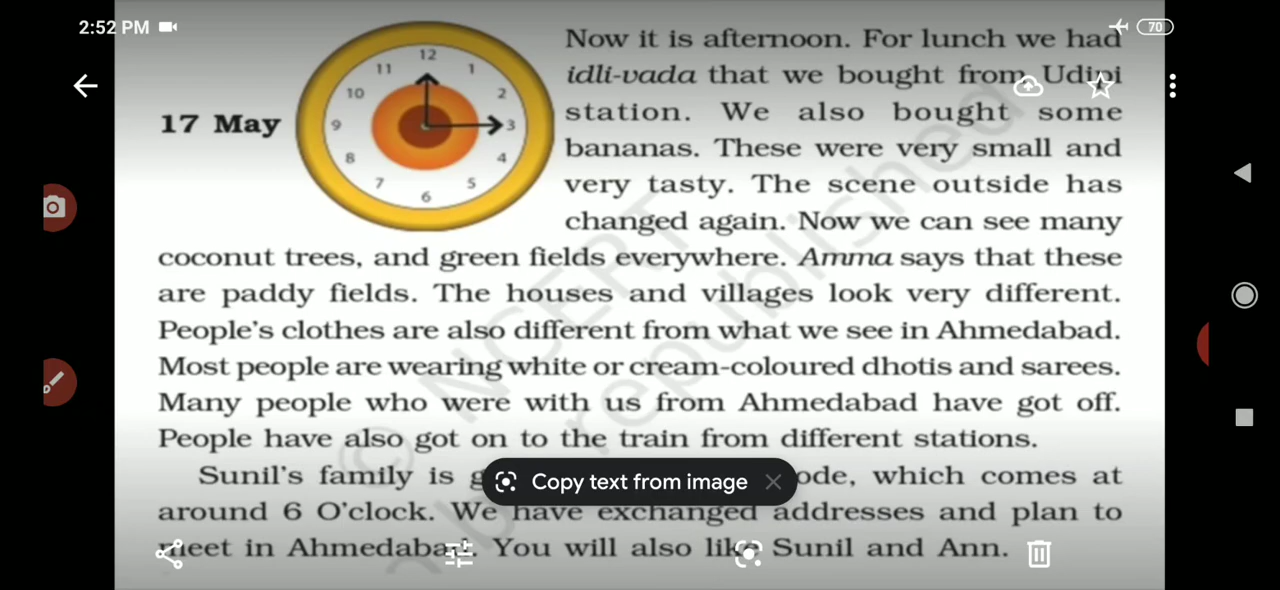 2:52 PM
70
17 May
12
11
1
10
2
9
3
8
4
7
5
6
Now it is afternoon. For lunch we had
idli-vada that we bought from Udipi
station. We also bought some
bananas. These were very small and
very tasty. The scene outside has
changed again. Now we can see many
coconut trees, and green fields everywhere. Amma says that these
are paddy fields. The houses and villages look very different.
People's clothes are also different from what we see in Ahmedabad.
Most people are wearing white or cream-coloured dhotis and sarees.
Many people who were with us from Ahmedabad have got off.
People have also got on to the train from different stations.
Sunil's family is which comes at
Copy text from image
around 6 O'clock. We have exchanged addresses and plan to
meet in Ahmedabad. You will also like Sunil and Ann.
© NCERT
republished